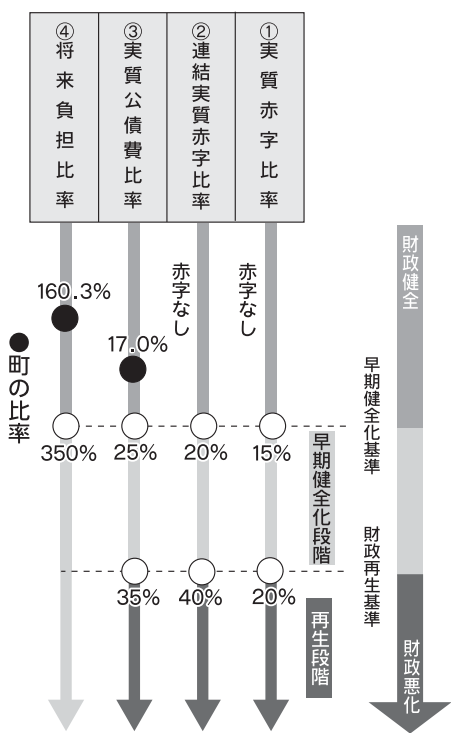 ①実質赤字比率
②連結実質赤字比率
③実質公債費比率
④将来負担比率
赤字なし
赤字なし
17.0%
160.3%
●町の比率
財政健全
早期健全化基準
350%
25%
20%
15%
早期健全化段階
財政再生基準
35%
40%
20%
再生段階
財政悪化